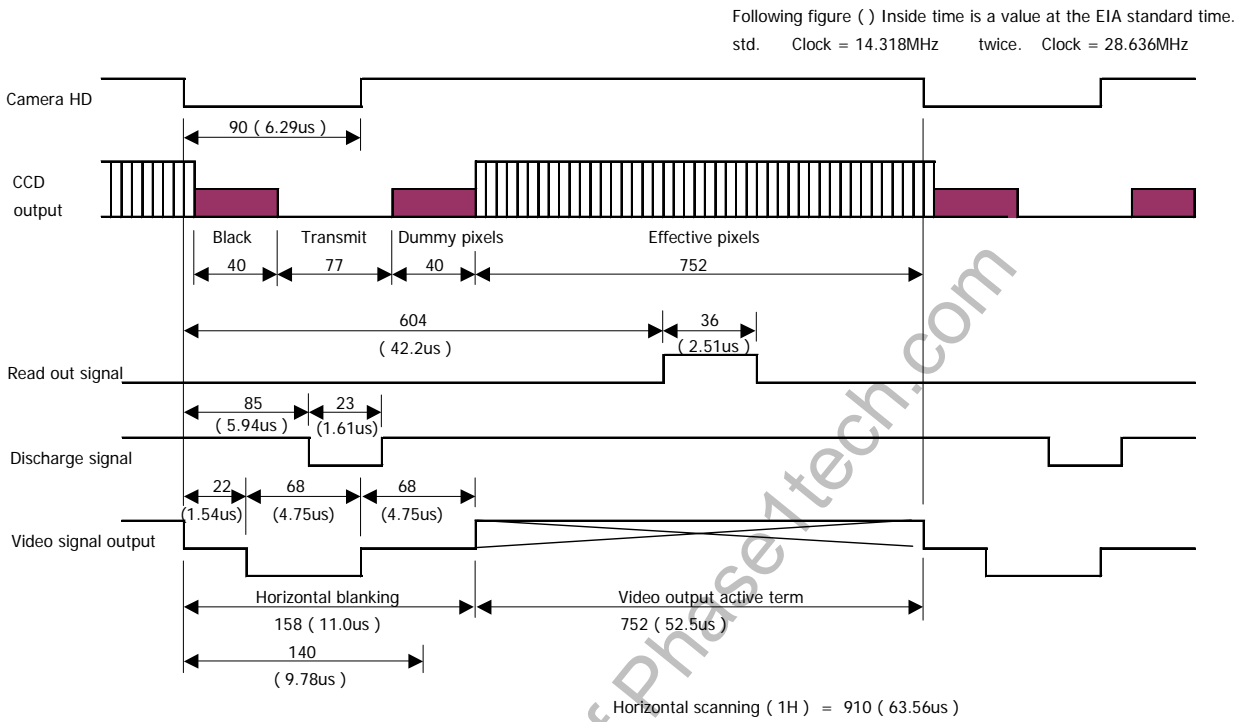 Following figure ( ) Inside time is a value at the EIA standard time.
std. Clock = 14.318MHz twice. Clock = 28.636MHz
Camera HD
90 ( 6.29us )
CCD
output
Black Transmit Dummy pixels Effective pixels
40 77 40 752
604 36
( 42.2us ) ( 2.51us )
Read out signal
85 23
( 5.94us ) (1.61us)
Discharge signal
22 68 68
(1.54us) (4.75us) (4.75us)
Video signal output
Horizontal blanking Video output active term
158 ( 11.0us ) 752 ( 52.5us )
140
( 9.78us )
Horizontal scanning ( 1H ) = 910 ( 63.56us )
f Phase1tech.com